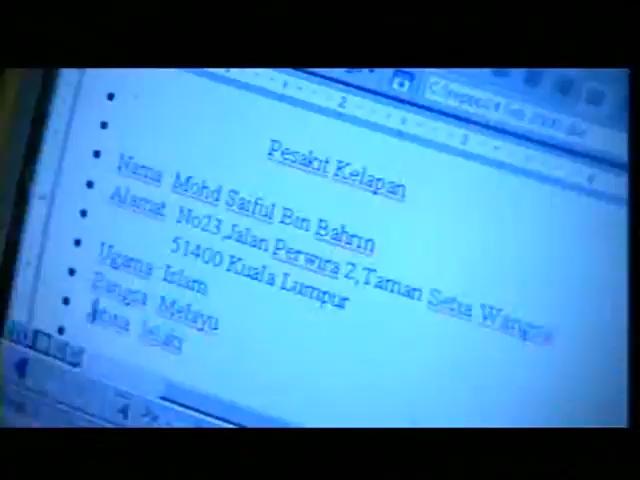 Pesakit Kelapan
Nama Mohd Saiful Bin Bahrin
Alamat No23,Jalan Perwira 2,Taman Setia Wangsa
51400 Kuala Lumpur
Ugama Islam
Bangsa Melayu